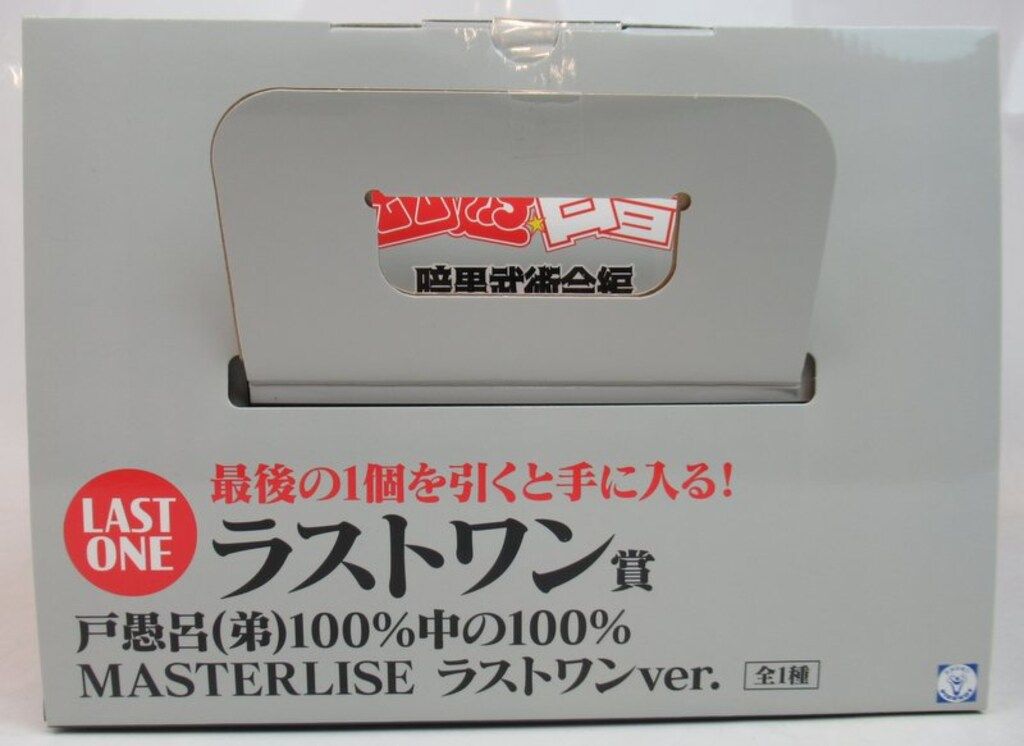 暗黒武術会編
LAST
ONE
最後の1個を引くと手に入る!
ラストワン賞
戸愚呂(弟)100%中の100%
MASTERLISE ラストワンver. 全1種